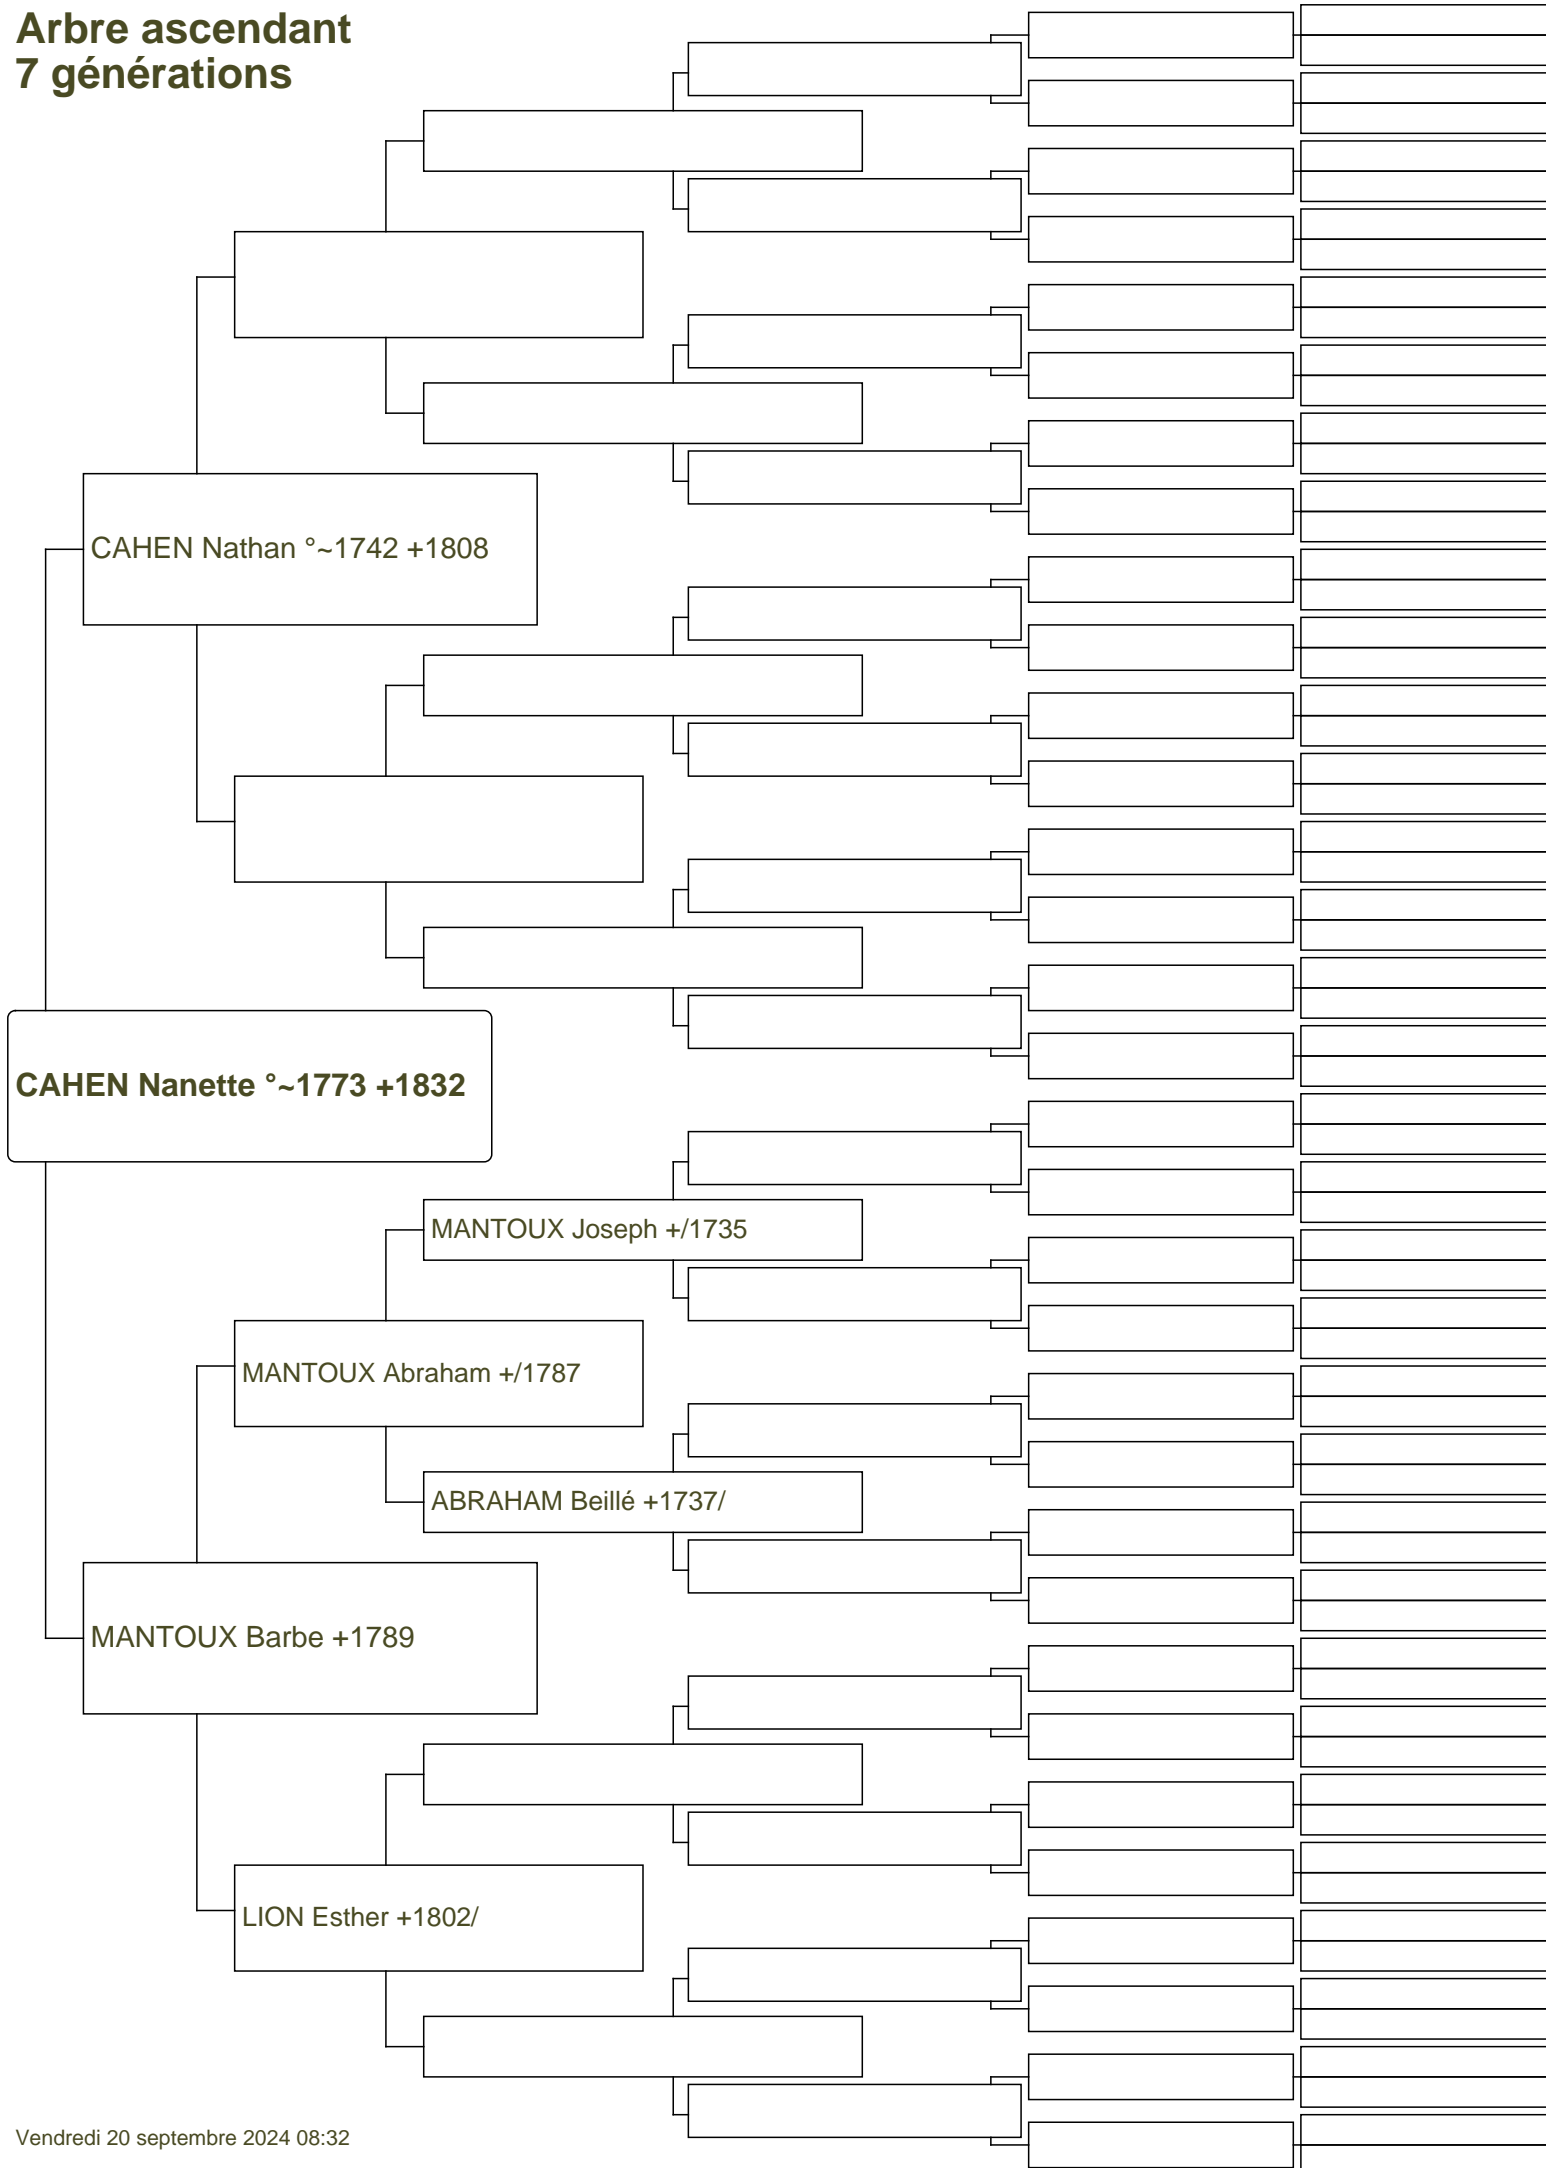 Arbre ascendant
7 générations
CAHEN Nathan °~1742 +1808
CAHEN Nanette °~1773 +1832
MANTOUX Joseph +/1735
MANTOUX Abraham +/1787
ABRAHAM Beillé +1737/
MANTOUX Barbe +1789
LION Esther +1802/
Vendredi 20 septembre 2024 08:32